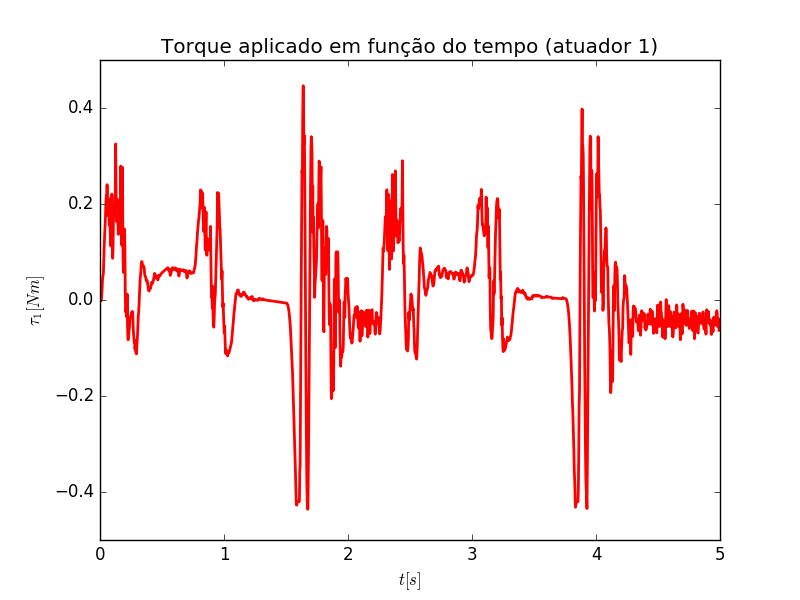 Torque aplicado em função do tempo (atuador 1)
0.4
0.2
0.0
−0.2
−0.4
τ₁[Nm]
0 1 2 3 4 5
t[s]